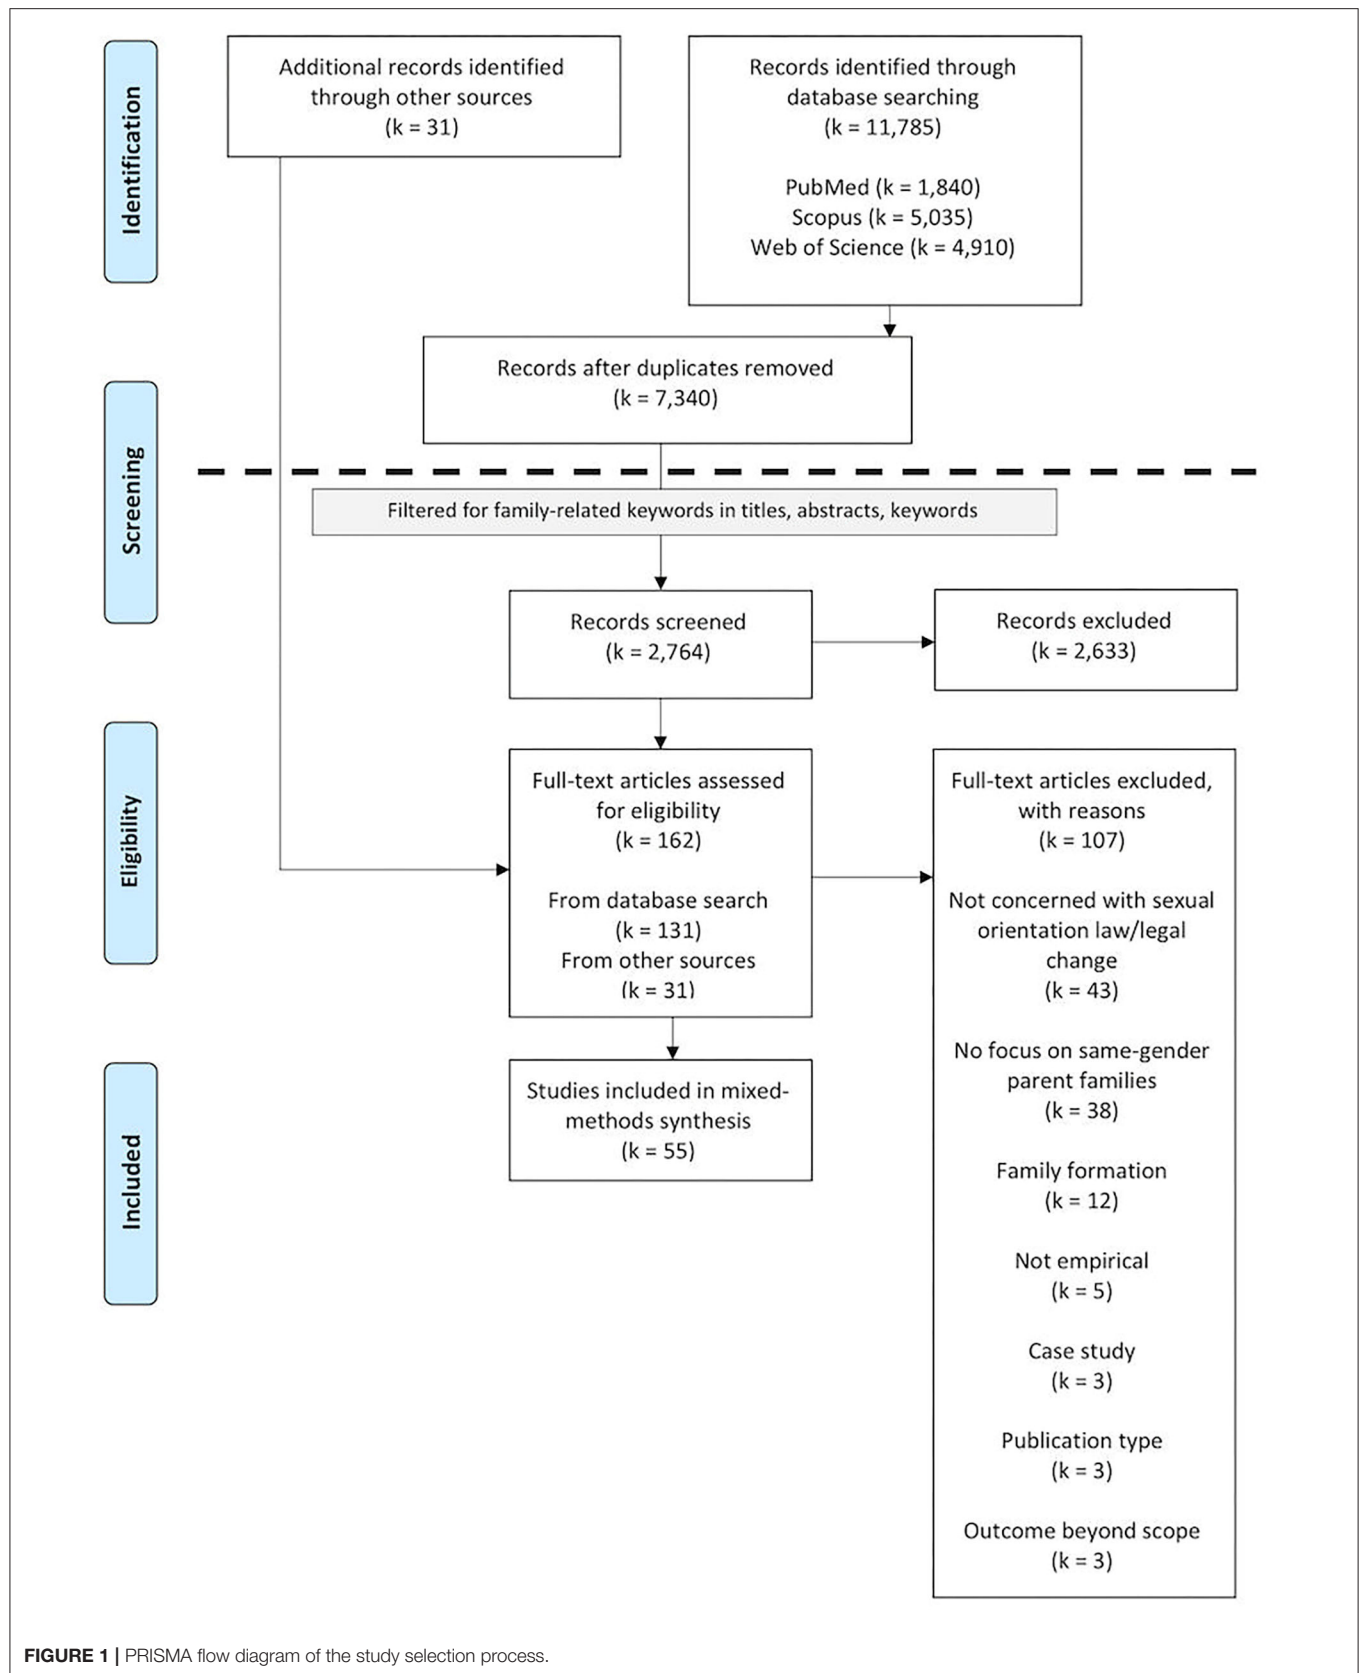 Identification
Additional records identified
through other sources
(k = 31)
Records identified through
database searching
(k = 11,785)
PubMed (k = 1,840)
Scopus (k = 5,035)
Web of Science (k = 4,910)
Records after duplicates removed
(k = 7,340)
Screening
Filtered for family-related keywords in titles, abstracts, keywords
Records screened
(k = 2,764)
Records excluded
(k = 2,633)
Eligibility
Full-text articles assessed
for eligibility
(k = 162)
From database search
(k = 131)
From other sources
(k = 31)
Full-text articles excluded,
with reasons
(k = 107)
Not concerned with sexual
orientation law/legal
change
(k = 43)
No focus on same-gender
parent families
(k = 38)
Family formation
(k = 12)
Not empirical
(k = 5)
Case study
(k = 3)
Publication type
(k = 3)
Outcome beyond scope
(k = 3)
Included
Studies included in mixed-
methods synthesis
(k = 55)
FIGURE 1 | PRISMA flow diagram of the study selection process.